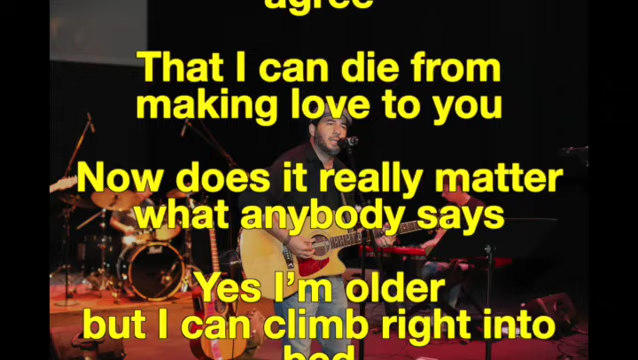 agree
That I can die from
making love to you
Now does it really matter
what anybody says
Yes I'm older
but I can climb right into
bed